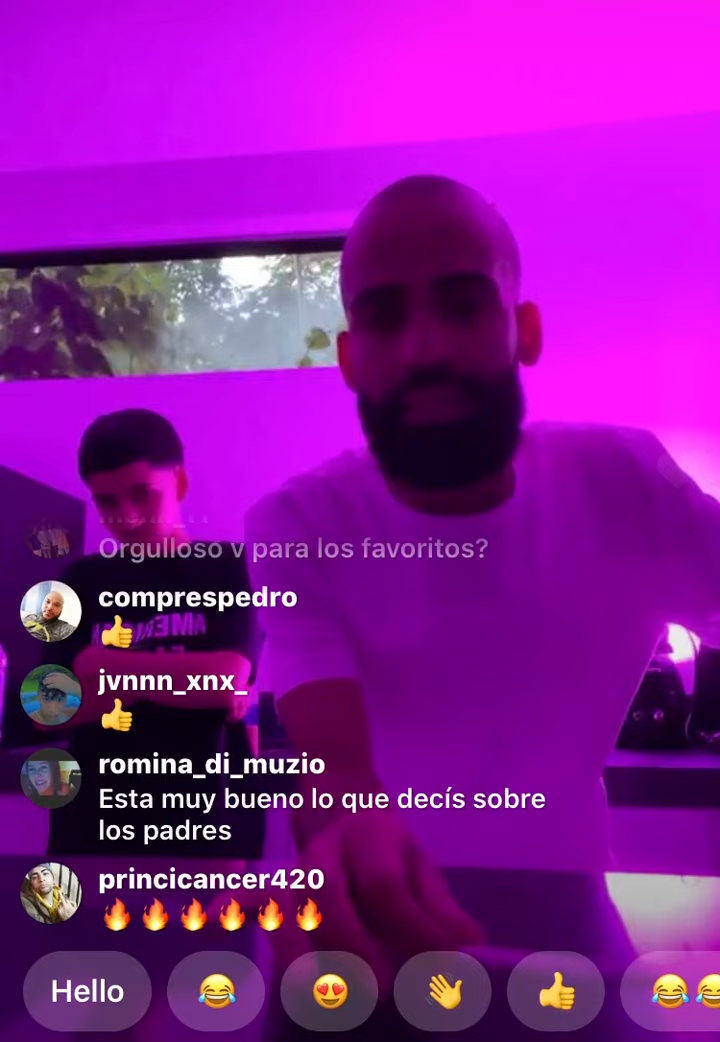 Orgulloso v para los favoritos?
comprespedro
👍
jvnnn_xnx_
👍
romina_di_muzio
Esta muy bueno lo que decís sobre
los padres
princicancer420
🔥🔥🔥🔥🔥🔥
Hello 😂 😍 👋 👍 😂😂